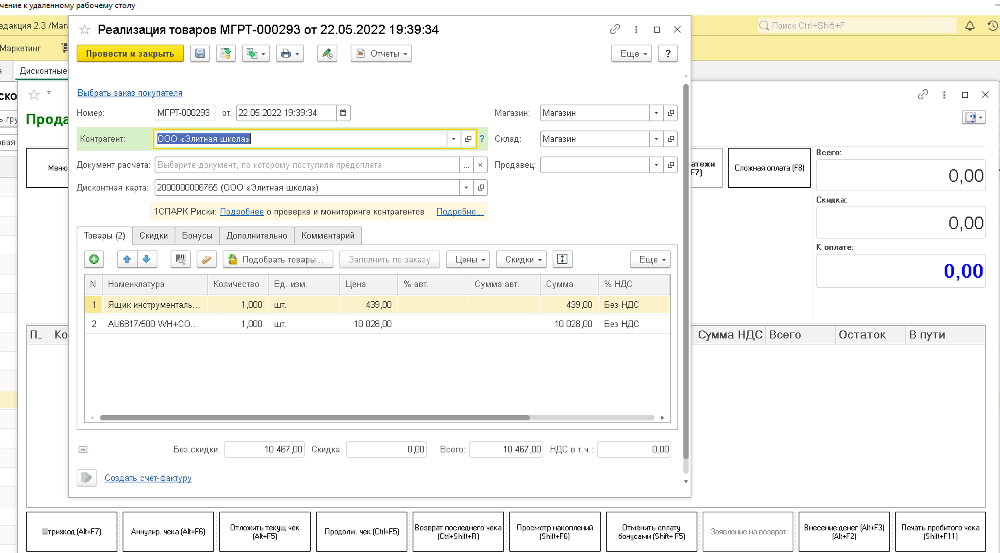 чение к удаленному рабочему столу
едакция 2.3 /Мага
Поиск Ctrl+Shift+F
Маркетинг
Дисконтные
Реализация товаров МГРТ-000293 от 22.05.2022 19:39:34
Провести и закрыть
Отчеты
Еще
?
Выбрать заказ покупателя
Номер: МГРТ-000293 от: 22.05.2022 19:39:34
Магазин: Магазин
Контрагент: ООО «Элитная школа» ?
Склад: Магазин
Документ расчета: Выберите документ, по которому поступила предоплата ... ×
Продавец:
Дисконтная карта: 2000000006765 (ООО «Элитная школа»)
1СПАРК Риски: Подробнее о проверке и мониторинге контрагентов Подробно...
Товары (2) Скидки Бонусы Дополнительно Комментарий
Подобрать товары... Заполнить по заказу Цены Скидки Еще
N Номенклатура Количество Ед. изм. Цена % авт. Сумма авт. Сумма % НДС
1 Ящик инструменталь... 1,000 шт. 439,00 439,00 Без НДС
2 AU6817/500 WH+CO... 1,000 шт. 10 028,00 10 028,00 Без НДС
Без скидки: 10 467,00 Скидка: 0,00 Всего: 10 467,00 НДС в т.ч.: 0,00
Создать счет-фактуру
ско
*
ь гру
Прода
?
овая
Меню
атежи
F7)
Сложная оплата (F8)
Всего:
0,00
Скидка:
0,00
К оплате:
0,00
П_ Ко
Сумма НДС Всего Остаток В пути
Штрихкод (Alt+F7)
Аннулир. чека (Alt+F6)
Отложить текущ.чек
(Alt+F5)
Продолж. чек (Ctrl+F5)
Возврат последнего чека
(Ctrl+Shift+R)
Просмотр накоплений
(Shift+F6)
Отменить оплату
бонусами (Shift+ F5)
Заявление на возврат
Внесение денег (Alt+F3)
(Alt+F2)
Печать пробитого чека
(Shift+F11)